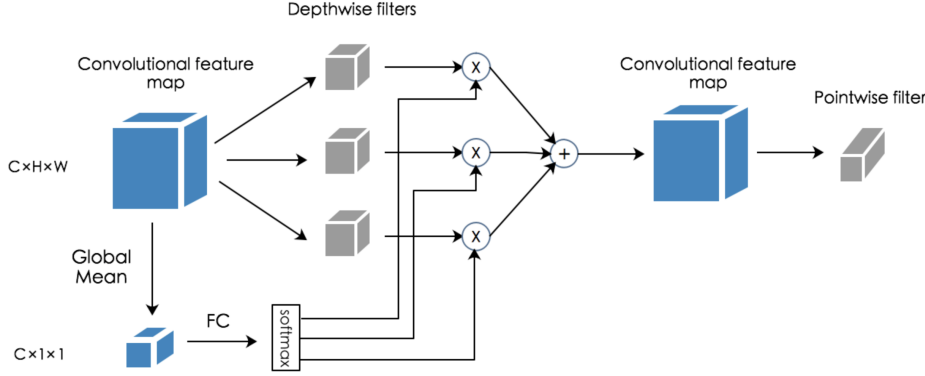 Depthwise filters
Convolutional feature
map
Convolutional feature
map
Pointwise filter
C×H×W
X
X
X
+
Global
Mean
FC
softmax
C×1×1